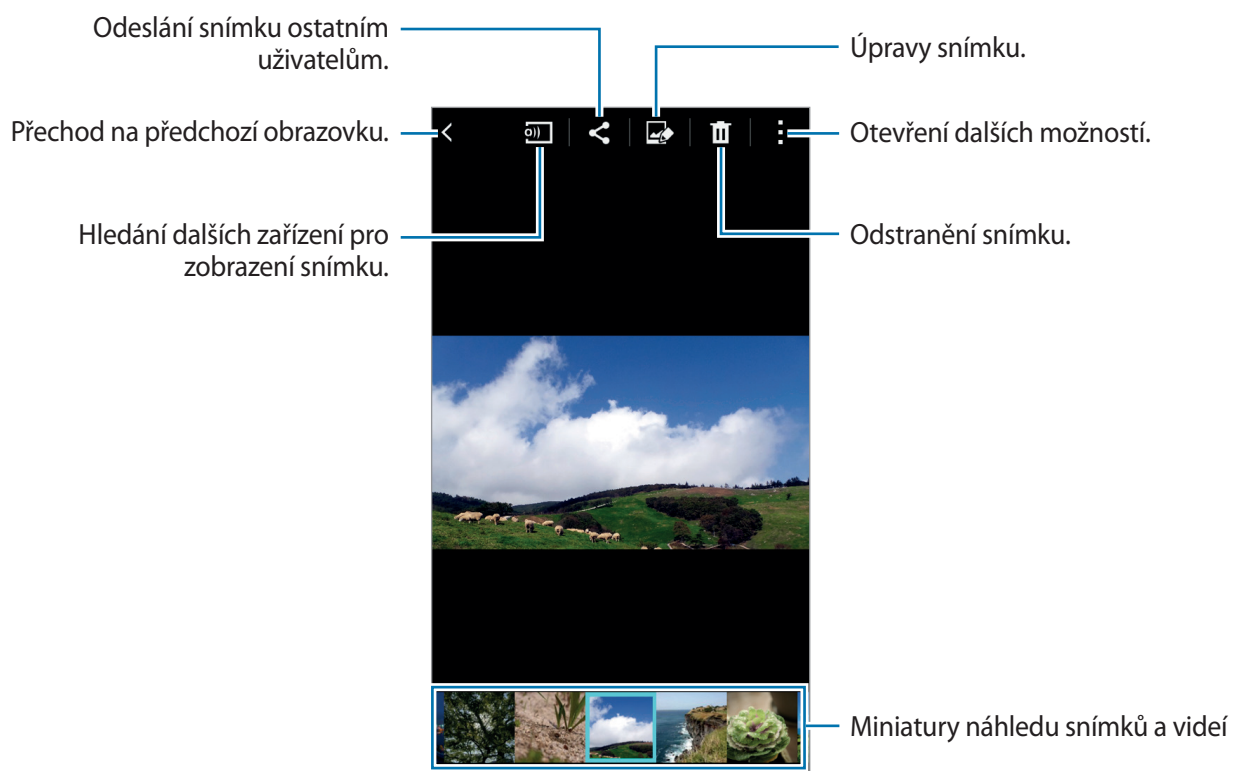 Odeslání snímku ostatním
uživatelům.
Úpravy snímku.
Přechod na předchozí obrazovku.
Otevření dalších možností.
Hledání dalších zařízení pro
zobrazení snímku.
Odstranění snímku.
Miniatury náhledu snímků a videí